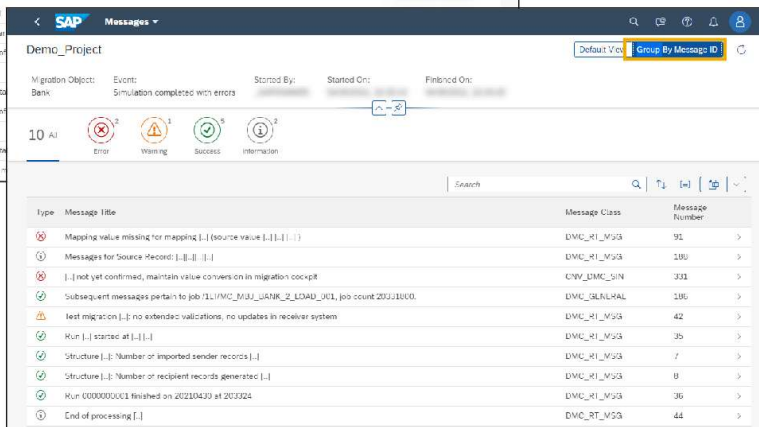 SAP Messages
Demo_Project
Default View Group By Message ID
Migration Object: Event: Started By: Started On: Finished On:
Bank Simulation completed with errors
10 All
2 1 5 2
Error Warning Success Information
Search
Type Message Title Message Class Message Number
Mapping value missing for mapping [..] (source value [..] [..] [..] ) DMC_RT_MSG 91
Messages for Source Record: [..][..][..][..] DMC_RT_MSG 188
[..] not yet confirmed, maintain value conversion in migration cockpit CNV_DMC_SIN 331
Subsequent messages pertain to job /1LT/MC_MBJ_BANK_2_LOAD_001, job count 20331800. DMC_GENERAL 186
Test migration [..]: no extended validations, no updates in receiver system DMC_RT_MSG 42
Run [..] started at [..] [..] DMC_RT_MSG 35
Structure [..]: Number of imported sender records [..] DMC_RT_MSG 7
Structure [..]: Number of recipient records generated [..] DMC_RT_MSG 8
Run 0000000001 finished on 20210430 at 203324 DMC_RT_MSG 36
End of processing [..] DMC_RT_MSG 44